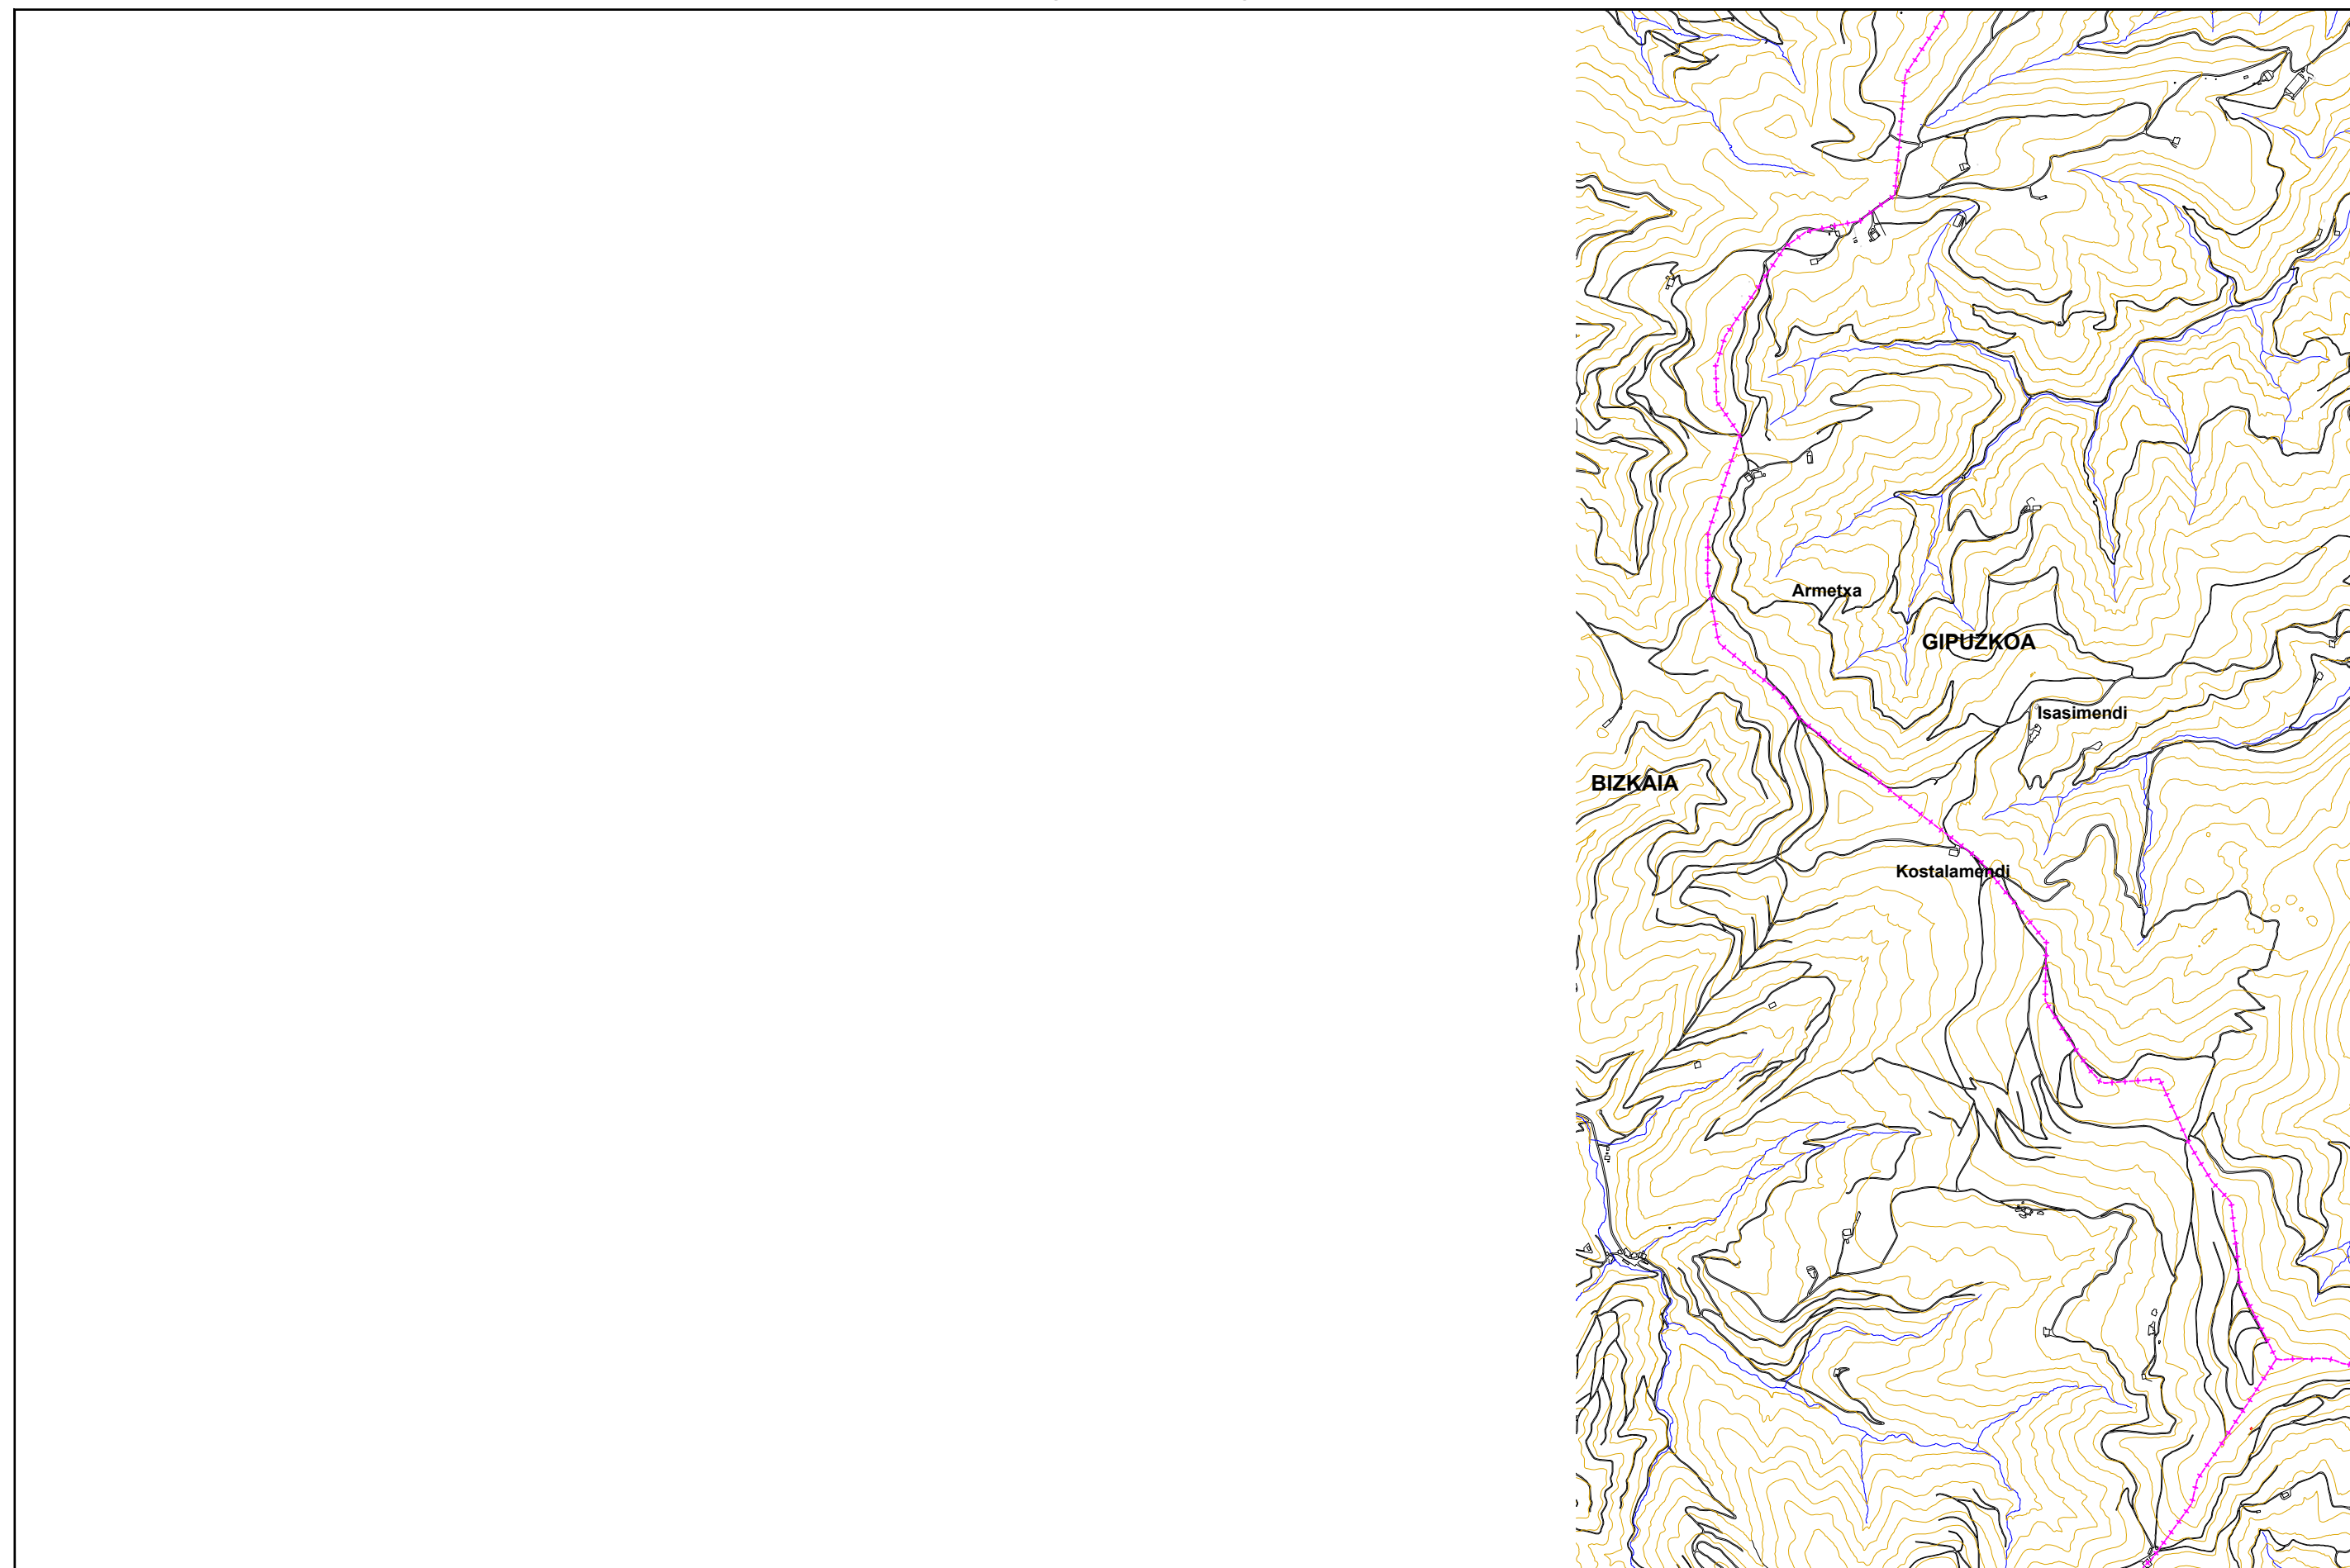 Armetxa
GIPUZKOA
Isasimendi
BIZKAIA
Kostalamendi